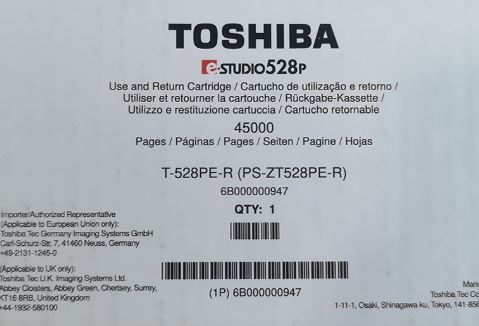 TOSHIBA
e-STUDIO528P
Use and Return Cartridge / Cartucho de utilização e retorno /
Utiliser et retourner la cartouche / Rückgabe-Kassette /
Utilizzo e restituzione cartuccia / Cartucho retornable
45000
Pages / Páginas / Pages / Seiten / Pagine / Hojas
T-528PE-R (PS-ZT528PE-R)
6B000000947
QTY: 1
Importer/Authorized Representative
(Applicable to European Union only):
Toshiba Tec Germany Imaging Systems GmbH
Carl-Schurz-Str, 7, 41460 Neuss, Germany
+49-2131-1245-0
(Applicable to UK only):
Toshiba Tec U.K. Imaging Systems Ltd.
Abbey Cloisters, Abbey Green, Chertsey, Surrey,
KT16 8RB, United Kingdom
+44-1932-580100
(1P) 6B000000947
Manu
Toshiba Tec Co
1-11-1, Osaki, Shinagawa-ku, Tokyo, 141-856